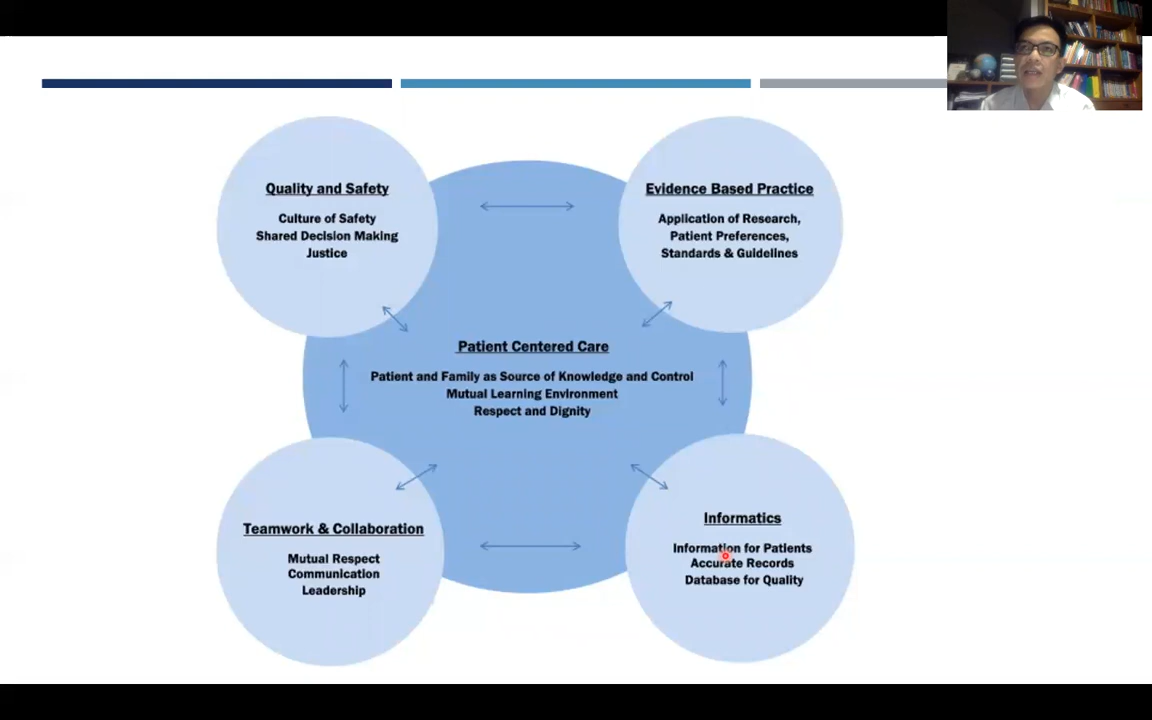 Quality and Safety
Culture of Safety
Shared Decision Making
Justice
Evidence Based Practice
Application of Research,
Patient Preferences,
Standards & Guidelines
Patient Centered Care
Patient and Family as Source of Knowledge and Control
Mutual Learning Environment
Respect and Dignity
Teamwork & Collaboration
Mutual Respect
Communication
Leadership
Informatics
Information for Patients
Accurate Records
Database for Quality